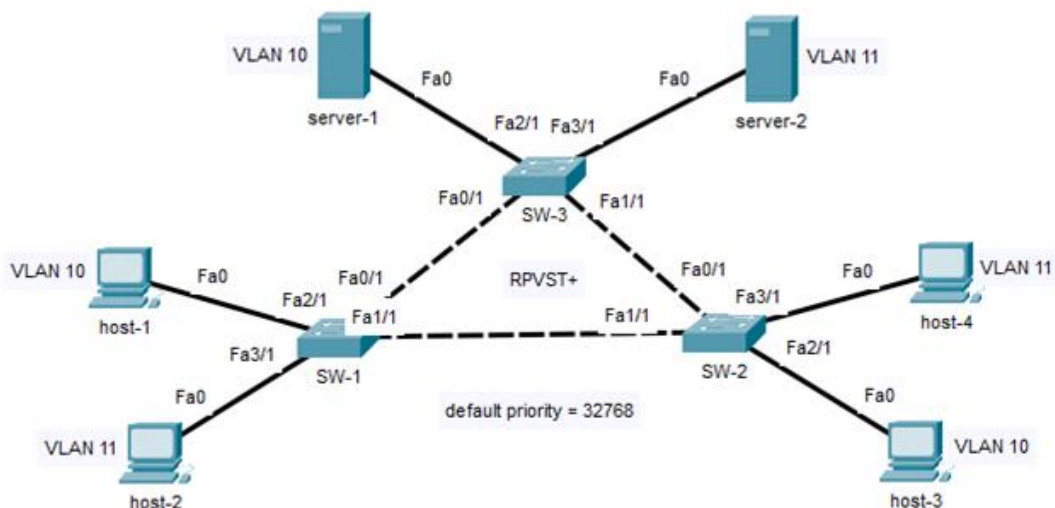 VLAN 10
server-1
Fa0
Fa0
VLAN 11
server-2
Fa2/1
Fa3/1
Fa0/1
SW-3
Fa1/1
VLAN 10
host-1
Fa0
Fa2/1
Fa0/1
Fa1/1
Fa3/1
SW-1
RPVST+
Fa0/1
Fa3/1
Fa1/1
SW-2
Fa2/1
Fa0
VLAN 11
host-4
default priority = 32768
VLAN 11
host-2
Fa0
Fa0
VLAN 10
host-3